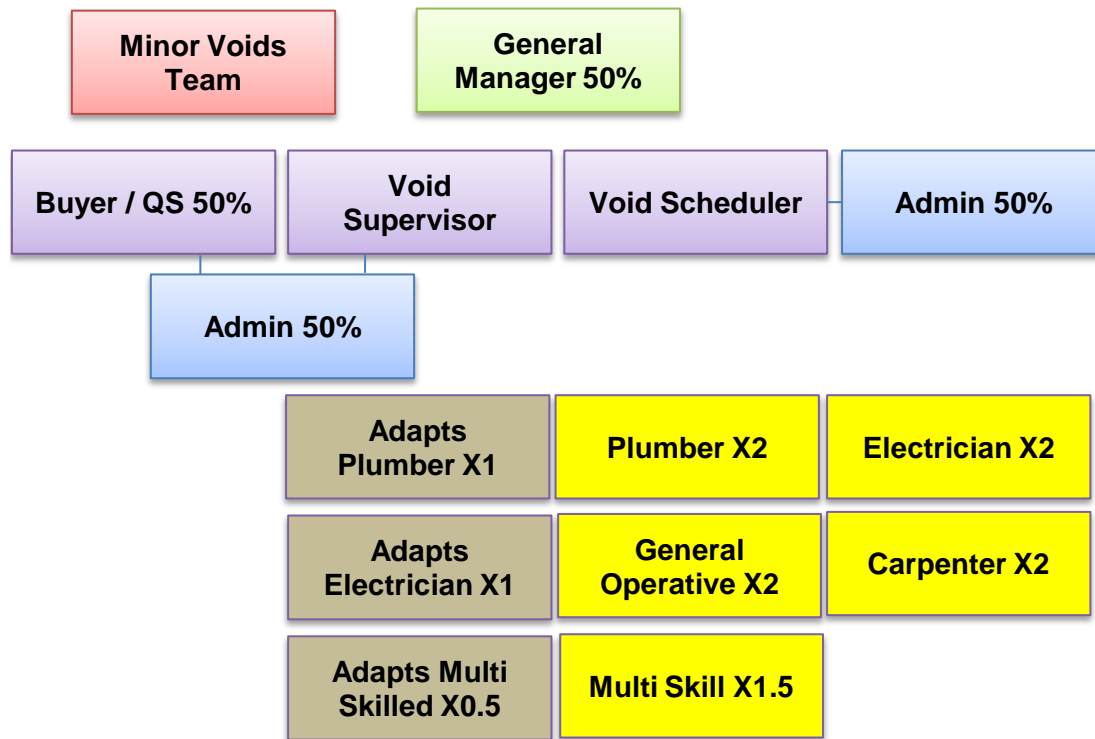 Minor Voids
Team
General
Manager 50%
Buyer / QS 50%
Void
Supervisor
Void Scheduler
Admin 50%
Admin 50%
Adapts
Plumber X1
Plumber X2
Electrician X2
Adapts
Electrician X1
General
Operative X2
Carpenter X2
Adapts Multi
Skilled X0.5
Multi Skill X1.5